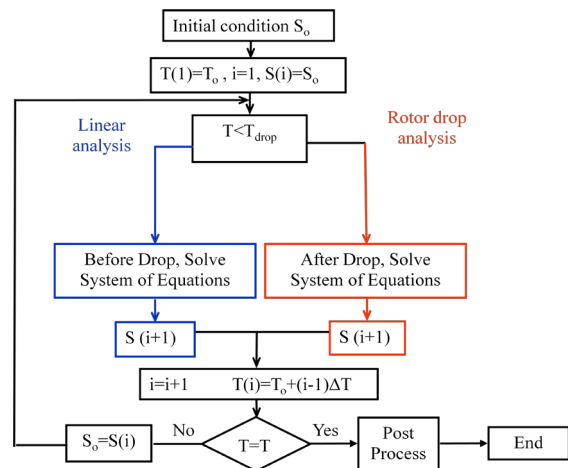 Initial condition Sₒ
T(1)=Tₒ , i=1, S(i)=Sₒ
Linear
analysis
T<T_drop
Rotor drop
analysis
Before Drop, Solve
System of Equations
After Drop, Solve
System of Equations
S (i+1)
S (i+1)
i=i+1 T(i)=Tₒ+(i-1)ΔT
Sₒ=S(i)
No
T=T
Yes
Post
Process
End